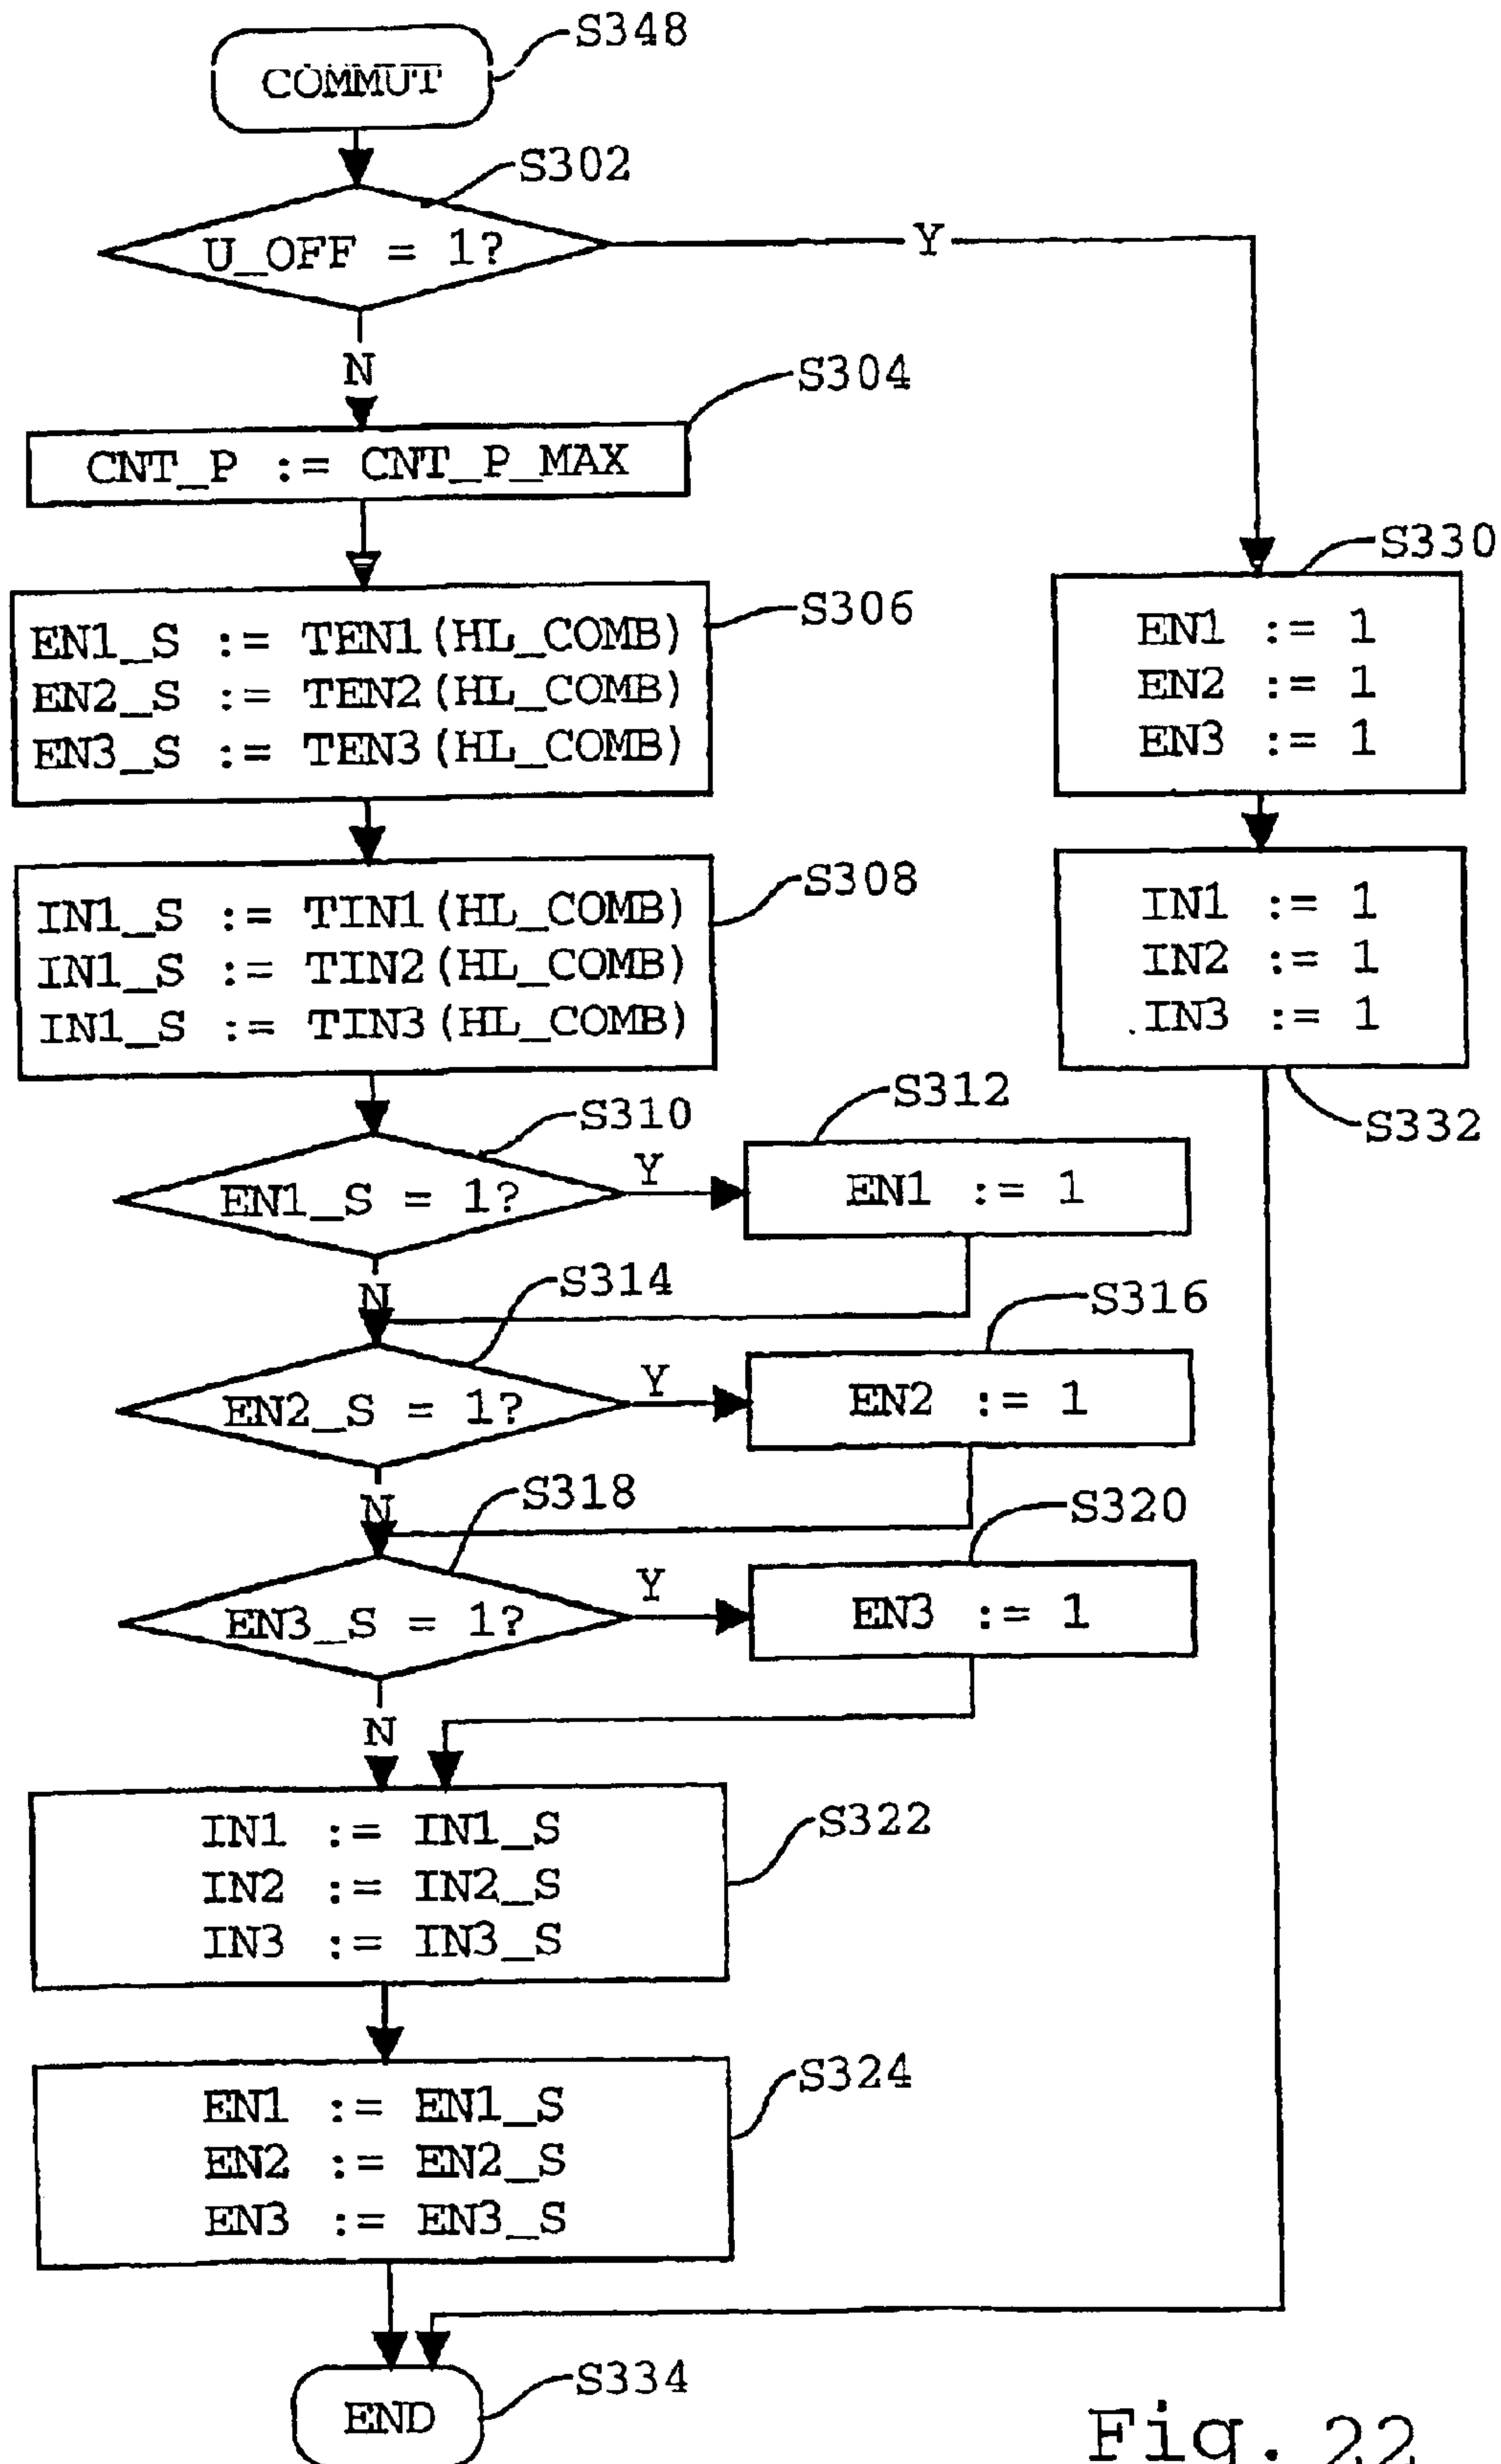 S348
COMMUT
S302
U_OFF = 1?
Y
N
S304
CNT_P := CNT_P_MAX
S306
EN1_S := TEN1(HL_COMB)
EN2_S := TEN2(HL_COMB)
EN3_S := TEN3(HL_COMB)
S330
EN1 := 1
EN2 := 1
EN3 := 1
S308
IN1_S := TIN1(HL_COMB)
IN1_S := TIN2(HL_COMB)
IN1_S := TIN3(HL_COMB)
IN1 := 1
IN2 := 1
IN3 := 1
S332
S310
EN1_S = 1?
Y
S312
EN1 := 1
N
S314
EN2_S = 1?
Y
S316
EN2 := 1
N
S318
EN3_S = 1?
Y
S320
EN3 := 1
N
S322
IN1 := IN1_S
IN2 := IN2_S
IN3 := IN3_S
S324
EN1 := EN1_S
EN2 := EN2_S
EN3 := EN3_S
S334
END
Fig. 22